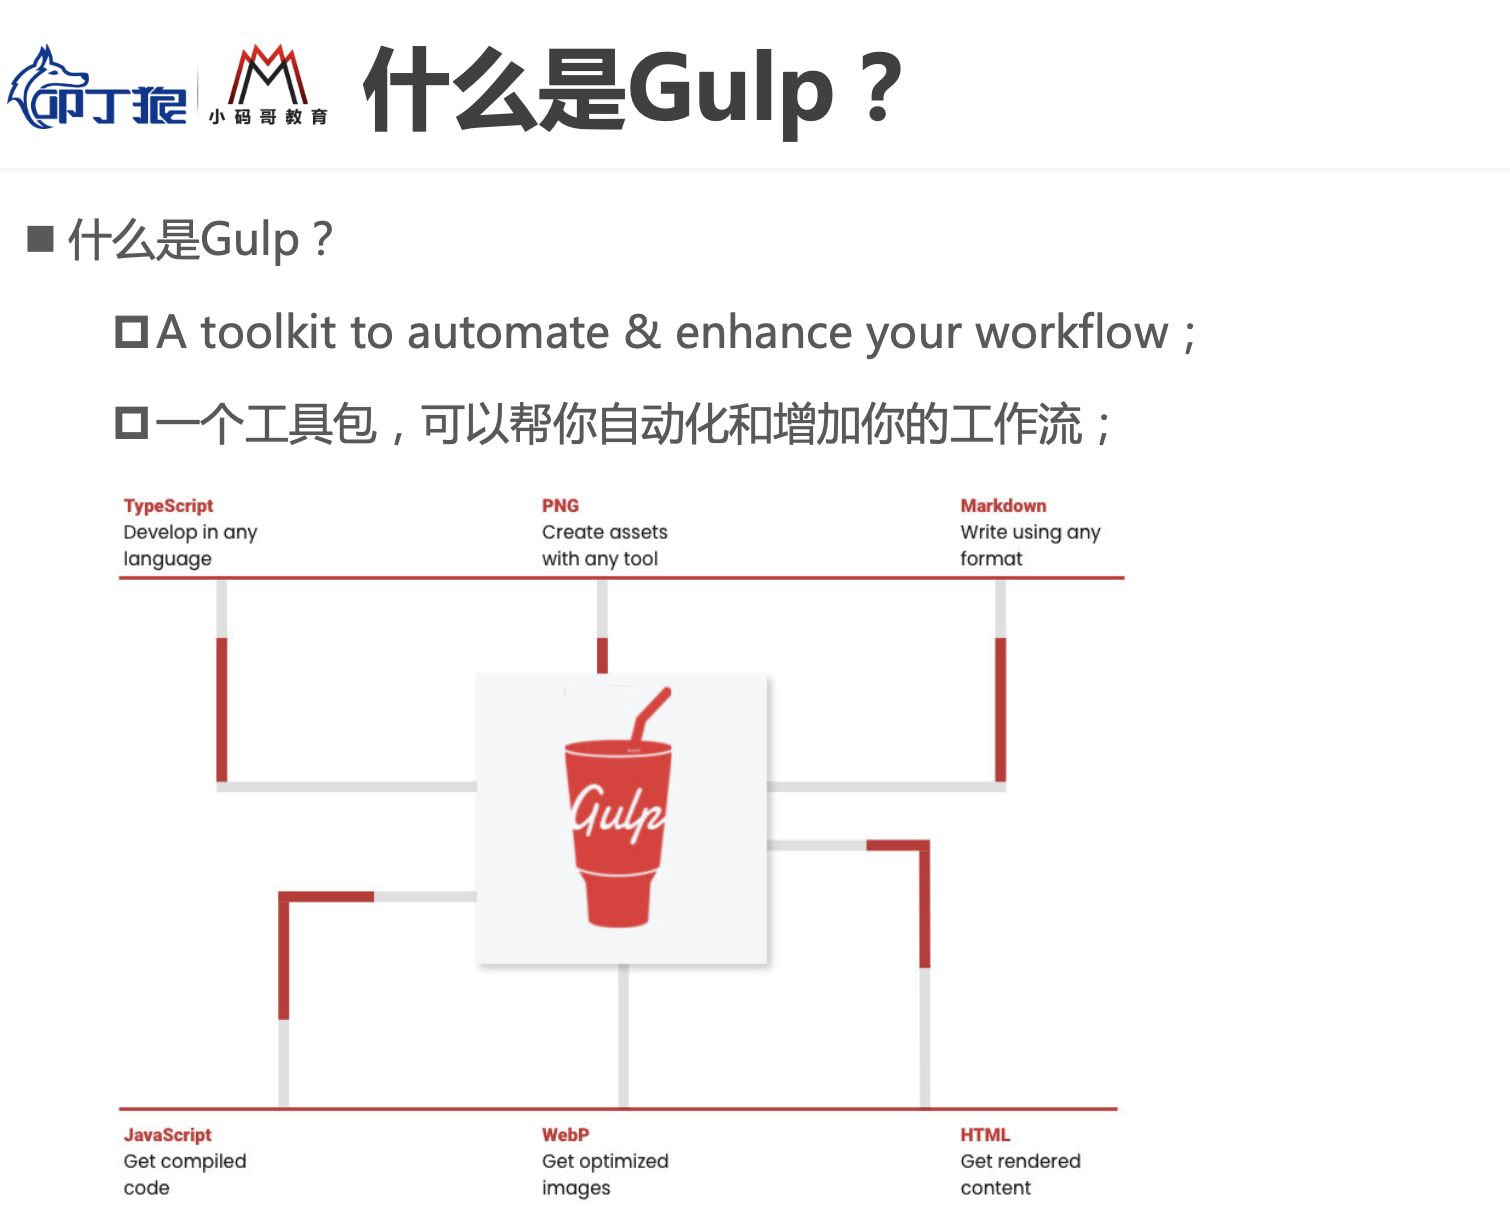 叩丁狼
小码哥教育
什么是Gulp？
什么是Gulp？
A toolkit to automate & enhance your workflow；
一个工具包，可以帮你自动化和增加你的工作流；
TypeScript
Develop in any
language
PNG
Create assets
with any tool
Markdown
Write using any
format
Gulp
JavaScript
Get compiled
code
WebP
Get optimized
images
HTML
Get rendered
content